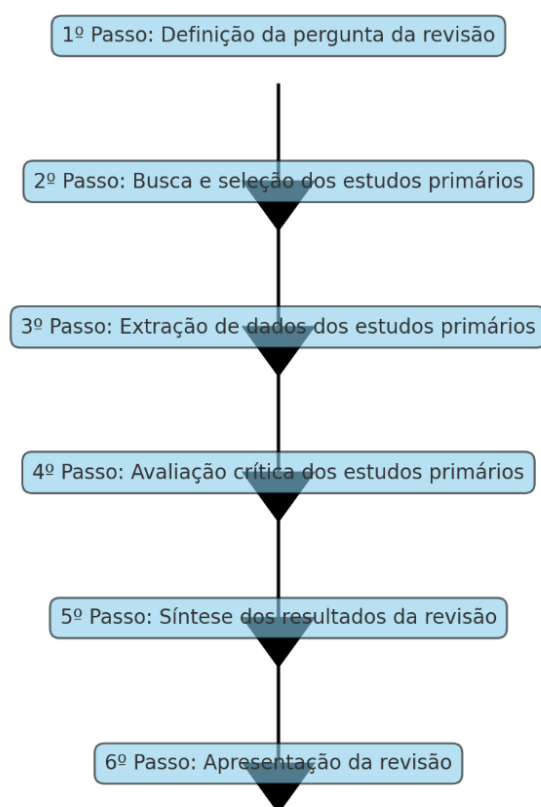 1º Passo: Definição da pergunta da revisão
2º Passo: Busca e seleção dos estudos primários
3º Passo: Extração de dados dos estudos primários
4º Passo: Avaliação crítica dos estudos primários
5º Passo: Síntese dos resultados da revisão
6º Passo: Apresentação da revisão